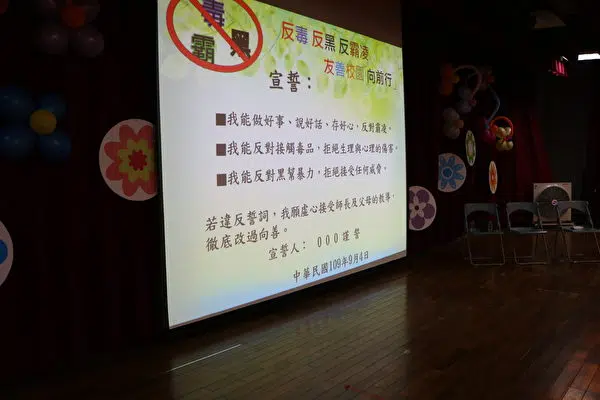 毒
霸 黑
反毒 反黑 反霸凌
友善校園 向前行」
宣誓：
■我能做好事、說好話、存好心，反對霸凌。
■我能反對接觸毒品，拒絕生理與心理的傷害。
■我能反對黑幫暴力，拒絕接受任何威脅。
若違反誓詞，我願虛心接受師長及父母的教導，
徹底改過向善。
宣誓人： 000謹誓
中華民國109年9月4日